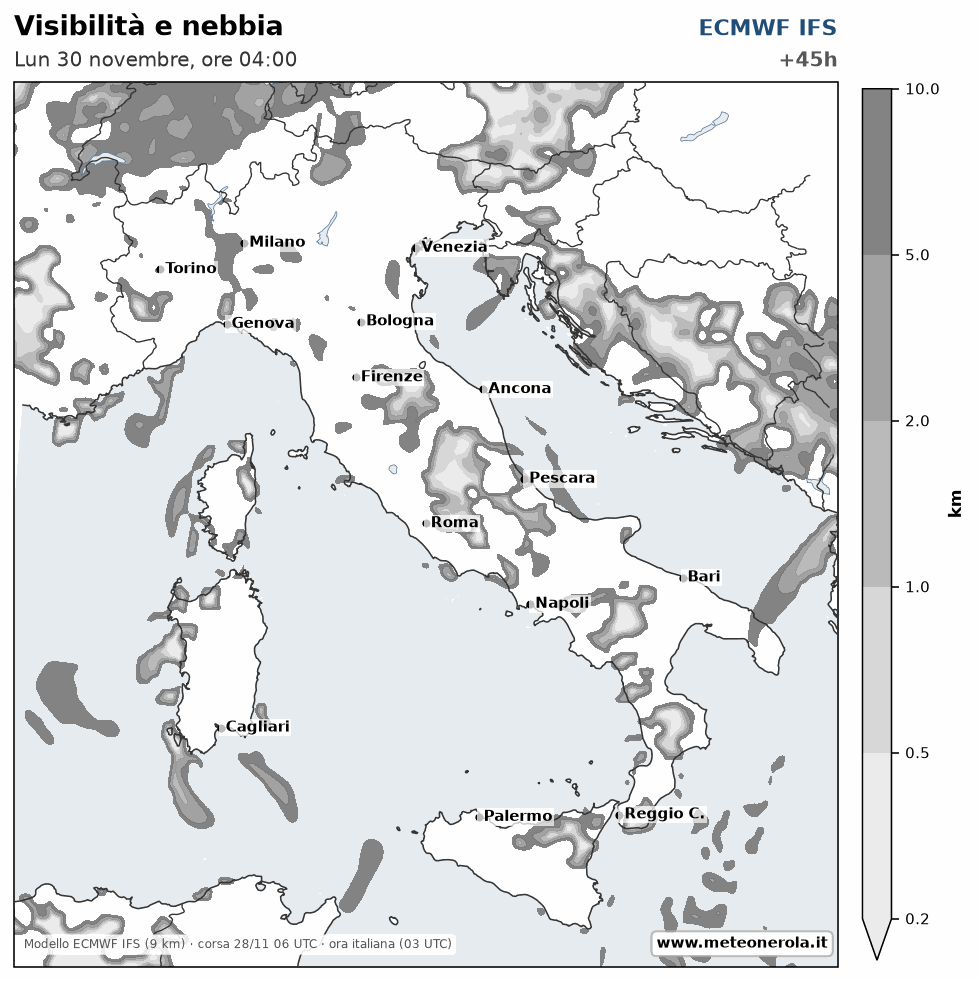 Visibilità e nebbia
ECMWF IFS
Lun 30 novembre, ore 04:00
+45h
10.0
5.0
2.0
1.0
0.5
0.2
km
Milano
Venezia
Torino
Genova
Bologna
Firenze
Ancona
Pescara
Roma
Bari
Napoli
Cagliari
Palermo
Reggio C.
Modello ECMWF IFS (9 km) · corsa 28/11 06 UTC · ora italiana (03 UTC)
www.meteonerola.it